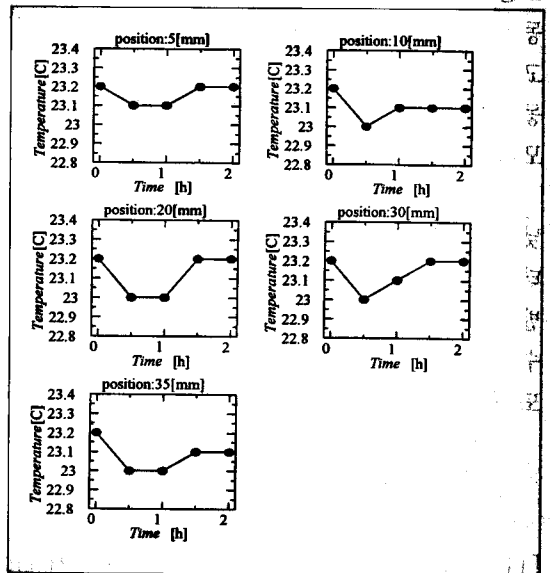 position:5[mm]
23.4
23.3
23.2
23.1
23
22.9
22.8
Temperature[C]
0 1 2
Time [h]
position:10[mm]
23.4
23.3
23.2
23.1
23
22.9
22.8
Temperature[C]
0 1 2
Time [h]
position:20[mm]
23.4
23.3
23.2
23.1
23
22.9
22.8
Temperature[C]
0 1 2
Time [h]
position:30[mm]
23.4
23.3
23.2
23.1
23
22.9
22.8
Temperature[C]
0 1 2
Time [h]
position:35[mm]
23.4
23.3
23.2
23.1
23
22.9
22.8
Temperature[C]
0 1 2
Time [h]